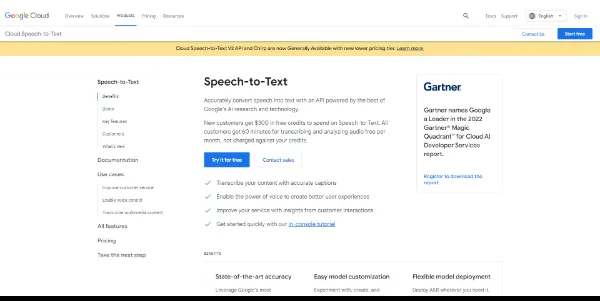 Google Cloud Overview Solutions Products Pricing Resources Docs Support English Sign in
Cloud Speech-to-Text Contact Us Start free
Cloud Speech-to-Text V2 API and Chirp are now Generally Available with new lower pricing tiers. Learn more.
Speech-to-Text
Benefits
Demo
Key features
Customers
What's new
Documentation
Use cases
Improve customer service
Enable voice control
Transcribe multimedia content
All features
Pricing
Take the next step
Speech-to-Text
Accurately convert speech into text with an API powered by the best of
Google's AI research and technology.
New customers get $300 in free credits to spend on Speech-to-Text. All
customers get 60 minutes for transcribing and analyzing audio free per
month, not charged against your credits.
Try it for free Contact sales
Transcribe your content with accurate captions
Enable the power of voice to create better user experiences
Improve your service with insights from customer interactions
Get started quickly with our in-console tutorial
Gartner
Gartner names Google
a Leader in the 2022
Gartner® Magic
Quadrant™ for Cloud AI
Developer Services
report.
Register to download the
report
BENEFITS
State-of-the-art accuracy Easy model customization Flexible model deployment
Leverage Google's most Experiment with, create, and Deploy ASR wherever you need it,